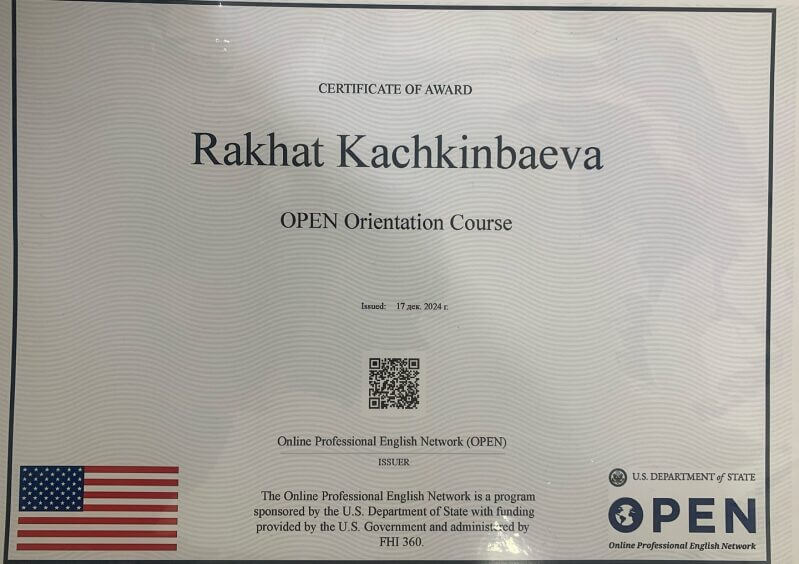 CERTIFICATE OF AWARD
Rakhat Kachkinbaeva
OPEN Orientation Course
Issued: 17 дек. 2024 г.
Online Professional English Network (OPEN)
ISSUER
The Online Professional English Network is a program
sponsored by the U.S. Department of State with funding
provided by the U.S. Government and administered by
FHI 360.
U.S. DEPARTMENT of STATE
OPEN
Online Professional English Network